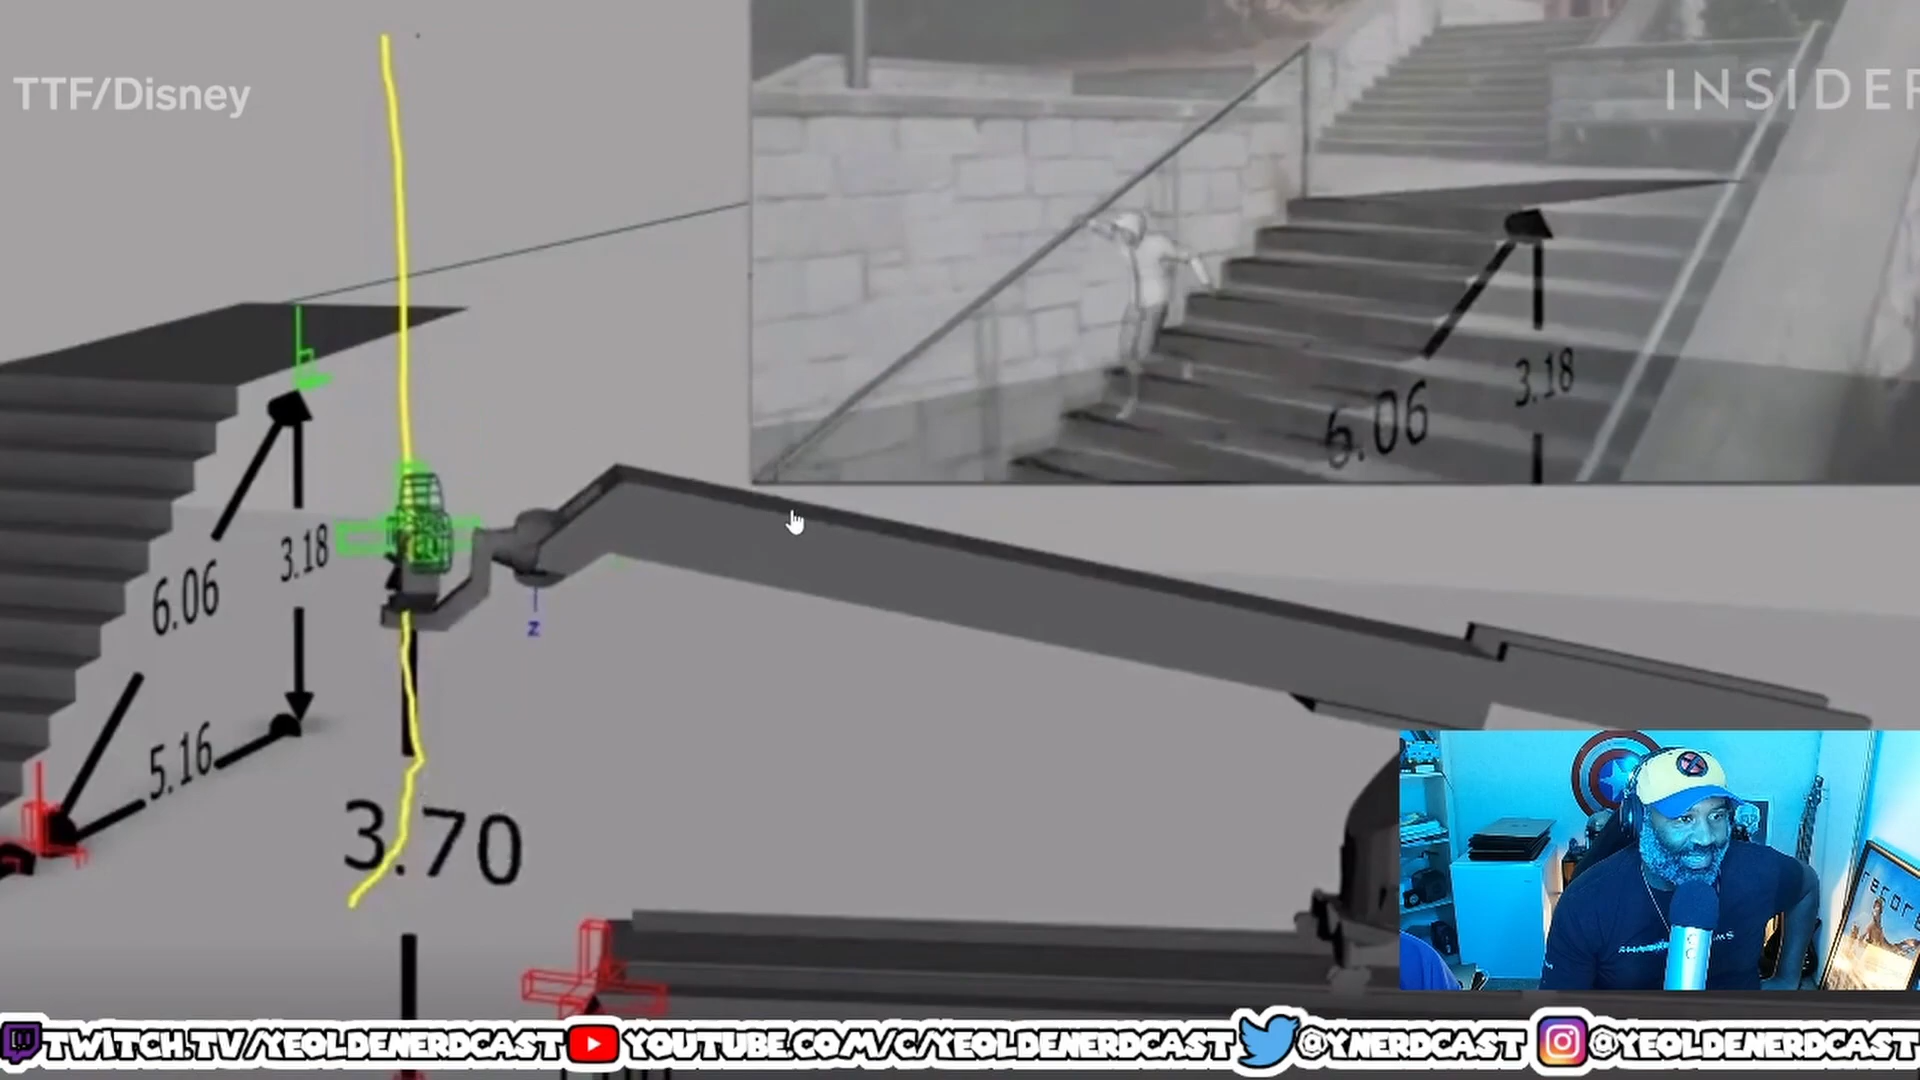 TTF/Disney
INSIDER
6.06
3.18
3.18
6.06
5.16
3.70
z
TWITCH.TV/YEOLDENERDCAST
YOUTUBE.COM/C/YEOLDENERDCAST
@YNERDCAST
@YEOLDENERDCAST